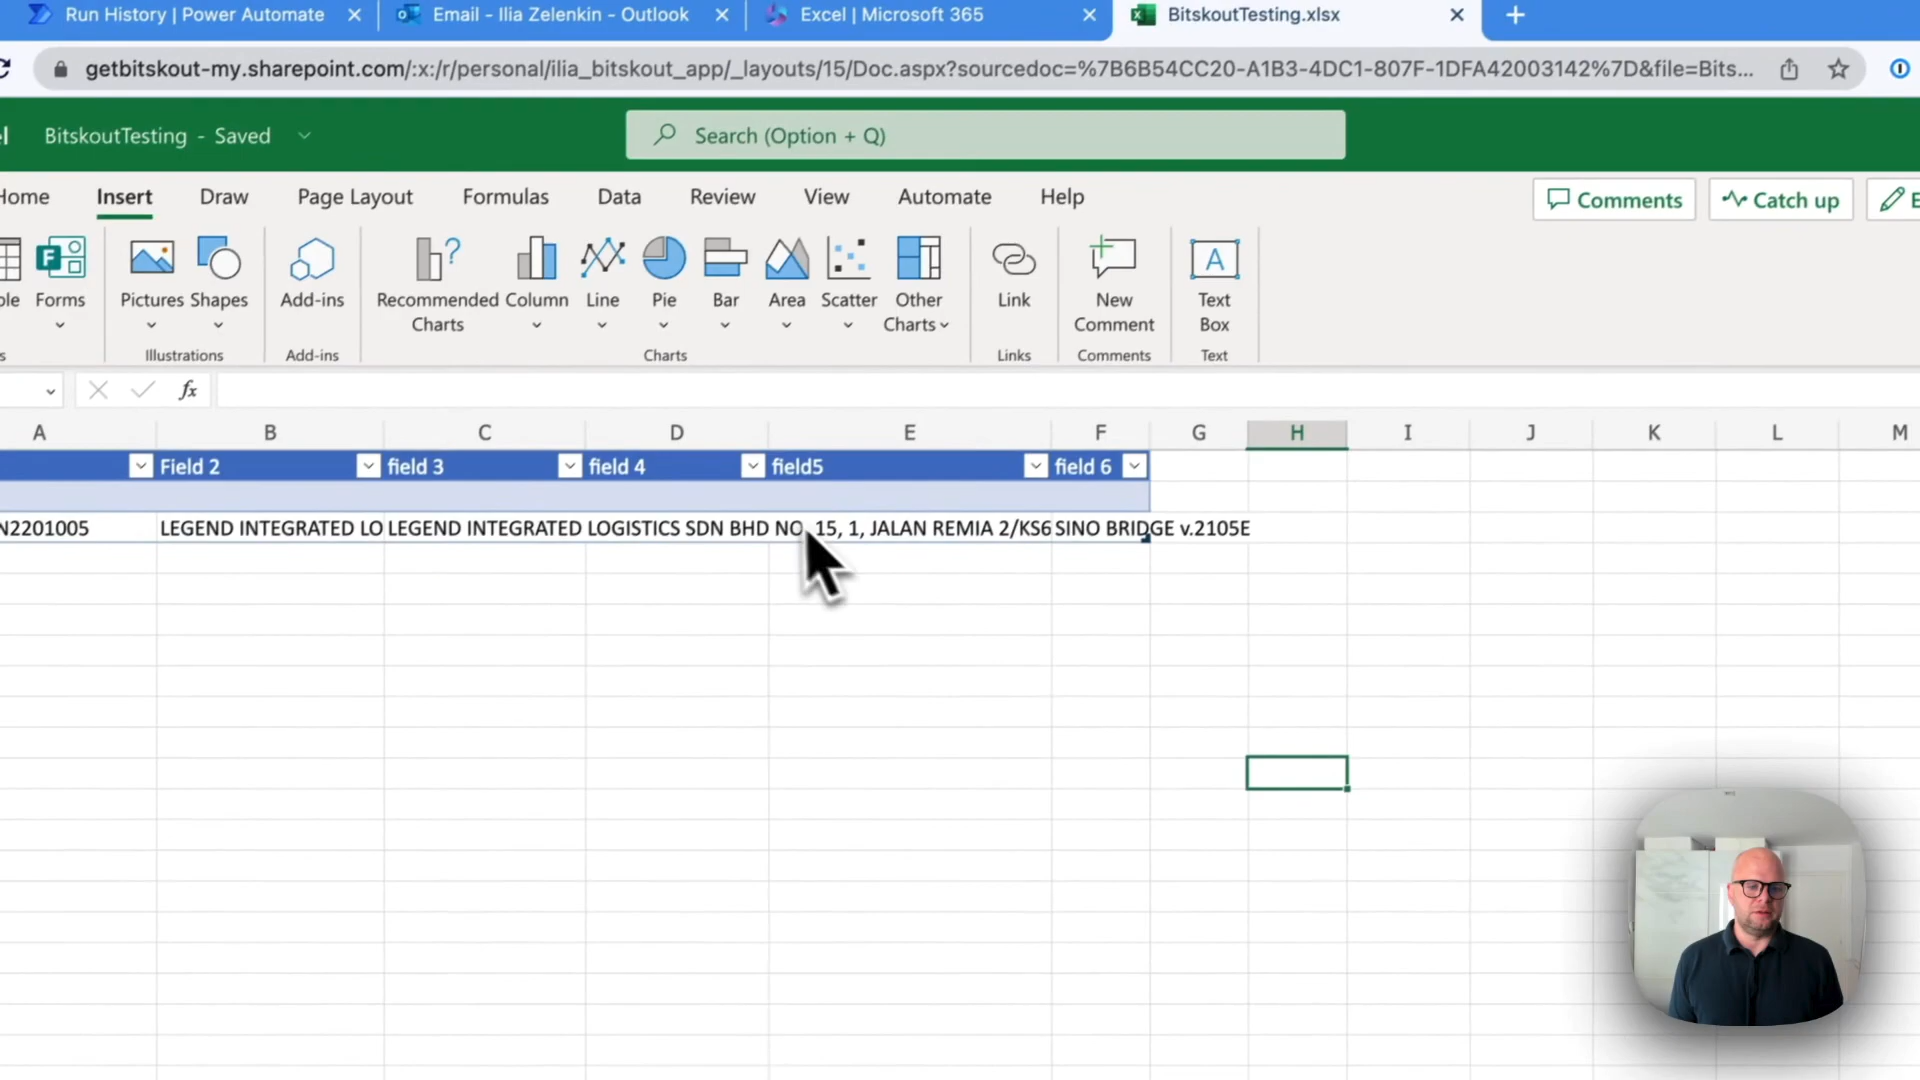 Run History | Power Automate
Email - Ilia Zelenkin - Outlook
Excel | Microsoft 365
BitskoutTesting.xlsx
getbitskout-my.sharepoint.com/:x:/r/personal/ilia_bitskout_app/_layouts/15/Doc.aspx?sourcedoc=%7B6B54CC20-A1B3-4DC1-807F-1DFA42003142%7D&file=Bits...
BitskoutTesting - Saved
Search (Option + Q)
Home Insert Draw Page Layout Formulas Data Review View Automate Help
Comments Catch up
Forms Pictures Shapes Add-ins Recommended Charts Column Line Pie Bar Area Scatter Other Charts Link New Comment Text Box
Illustrations Add-ins Charts Links Comments Text
fx
A B C D E F G H I J K L M
Field 2 field 3 field 4 field5 field 6
N2201005 LEGEND INTEGRATED LO LEGEND INTEGRATED LOGISTICS SDN BHD NO. 15, 1, JALAN REMIA 2/KS6 SINO BRIDGE v.2105E